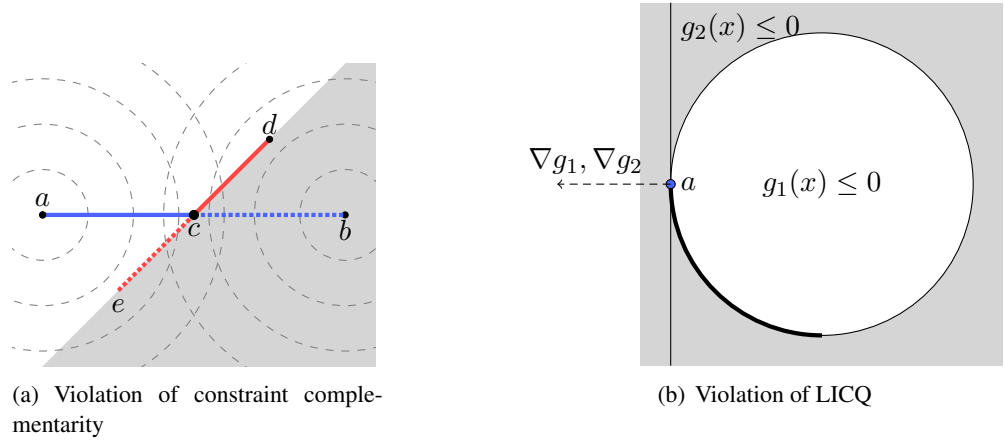 a
d
c
b
e
(a) Violation of constraint comple-
mentarity
g₂(x) ≤ 0
∇g₁, ∇g₂
a
g₁(x) ≤ 0
(b) Violation of LICQ